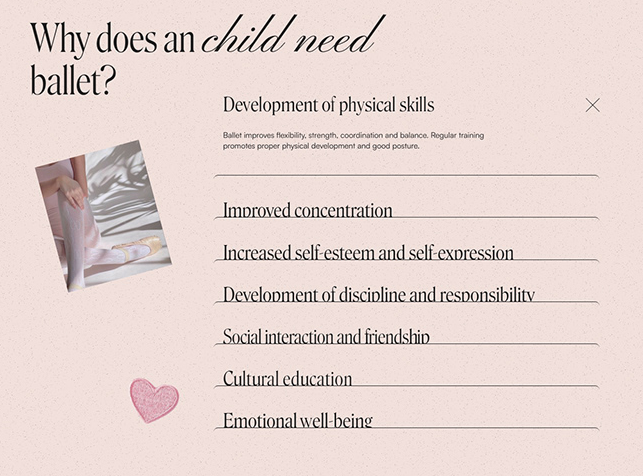 Why does an child need
ballet?
Development of physical skills
Ballet improves flexibility, strength, coordination and balance. Regular training
promotes proper physical development and good posture.
Improved concentration
Increased self-esteem and self-expression
Development of discipline and responsibility
Social interaction and friendship
Cultural education
Emotional well-being